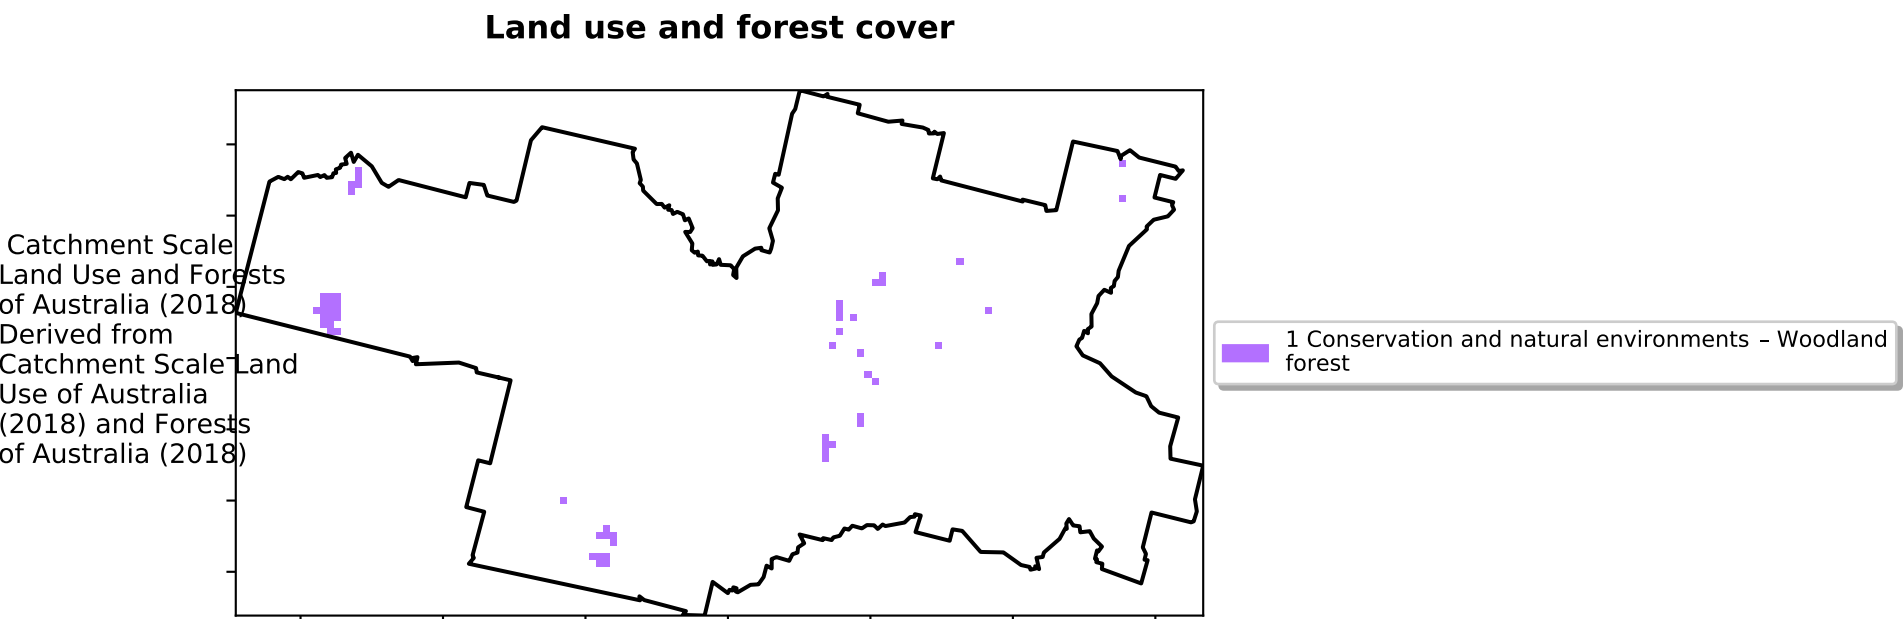 Land use and forest cover
Catchment Scale
Land Use and Forests
of Australia (2018)
Derived from
Catchment Scale Land
Use of Australia
(2018) and Forests
of Australia (2018)
1 Conservation and natural environments – Woodland
forest